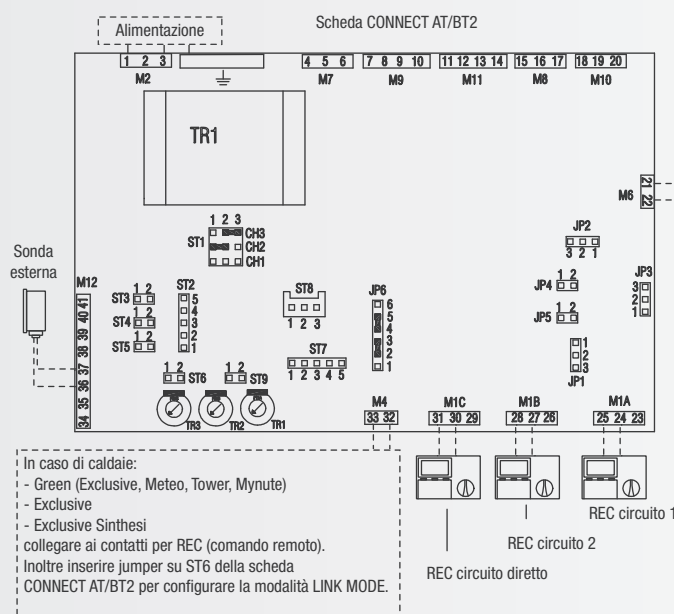 Scheda CONNECT AT/BT2
Alimentazione
1 2 3
4 5 6
7 8 9 10
11 12 13 14
15 16 17
18 19 20
M2
M7
M9
M11
M8
M10
TR1
21
22
M6
1 2 3
ST1
CH3
CH2
CH1
JP2
3 2 1
Sonda
esterna
M12
41
40
39
38
37
36
35
34
1 2
ST3
1 2
ST4
1 2
ST5
ST2
5
4
3
2
1
ST8
1 2 3
JP6
6
5
4
3
2
1
1 2
JP4
1 2
JP5
JP3
3
2
1
ST7
1 2 3 4 5
1 2
ST6
1 2
ST9
JP1
1
2
3
TR3
TR2
TR1
M4
33 32
M1C
31 30 29
M1B
28 27 26
M1A
25 24 23
In caso di caldaie:
- Green (Exclusive, Meteo, Tower, Mynute)
- Exclusive
- Exclusive Sinthesi
collegare ai contatti per REC (comando remoto).
Inoltre inserire jumper su ST6 della scheda
CONNECT AT/BT2 per configurare la modalità LINK MODE.
REC circuito 1
REC circuito 2
REC circuito diretto